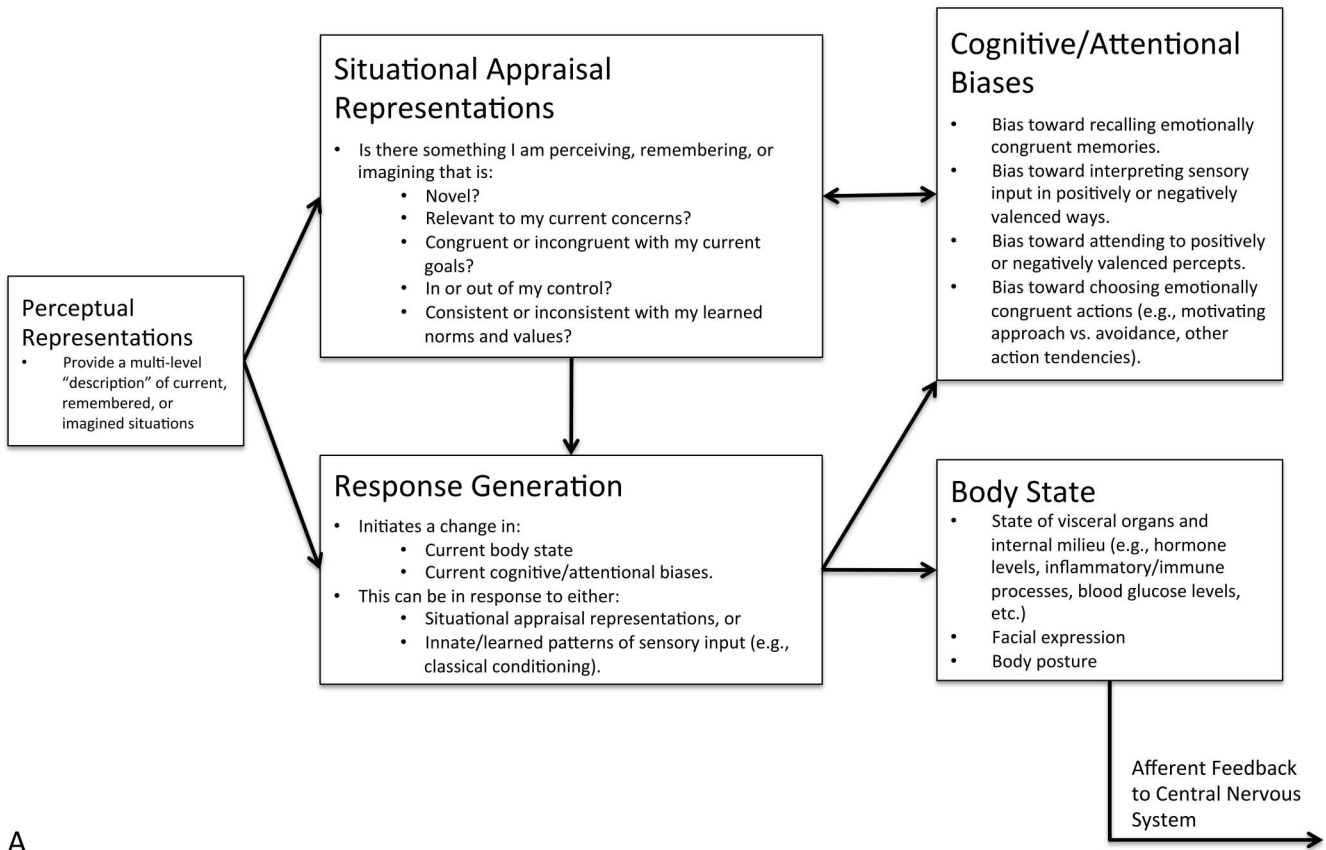 Perceptual
Representations
• Provide a multi-level
“description” of current,
remembered, or
imagined situations
Situational Appraisal
Representations
• Is there something I am perceiving, remembering, or
imagining that is:
• Novel?
• Relevant to my current concerns?
• Congruent or incongruent with my current
goals?
• In or out of my control?
• Consistent or inconsistent with my learned
norms and values?
Response Generation
• Initiates a change in:
• Current body state
• Current cognitive/attentional biases.
• This can be in response to either:
• Situational appraisal representations, or
• Innate/learned patterns of sensory input (e.g.,
classical conditioning).
Cognitive/Attentional
Biases
• Bias toward recalling emotionally
congruent memories.
• Bias toward interpreting sensory
input in positively or negatively
valenced ways.
• Bias toward attending to positively
or negatively valenced percepts.
• Bias toward choosing emotionally
congruent actions (e.g., motivating
approach vs. avoidance, other
action tendencies).
Body State
• State of visceral organs and
internal milieu (e.g., hormone
levels, inflammatory/immune
processes, blood glucose levels,
etc.)
• Facial expression
• Body posture
Afferent Feedback
to Central Nervous
System
A